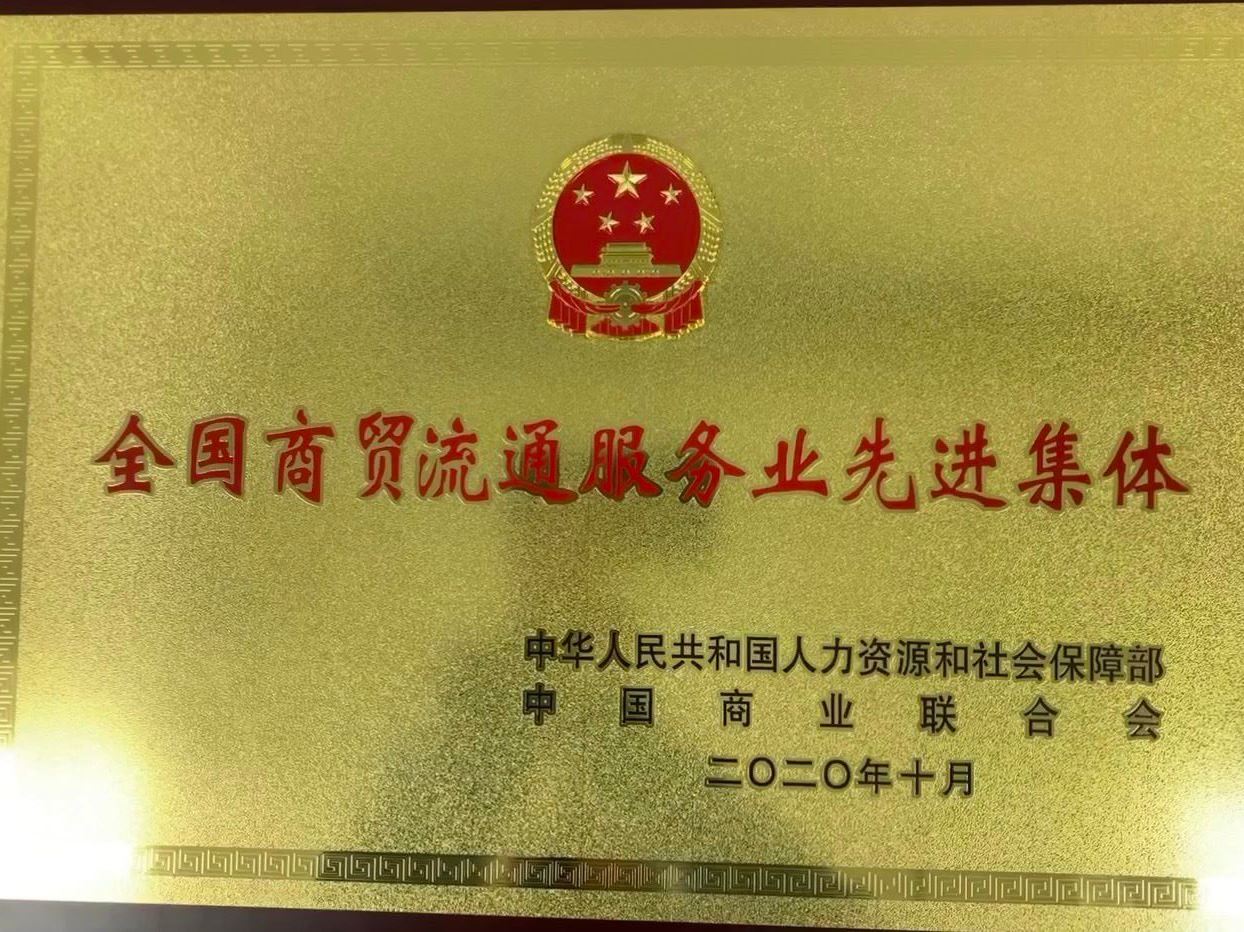 全国商贸流通服务业先进集体
中华人民共和国人力资源和社会保障部
中国商业联合会
二〇二〇年十月